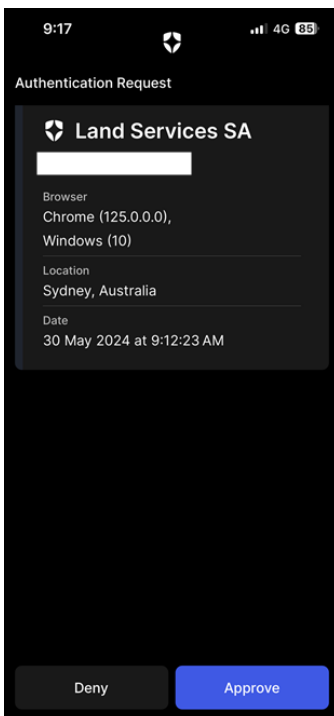 9:17
4G 85
Authentication Request
Land Services SA
Browser
Chrome (125.0.0.0),
Windows (10)
Location
Sydney, Australia
Date
30 May 2024 at 9:12:23 AM
Deny
Approve